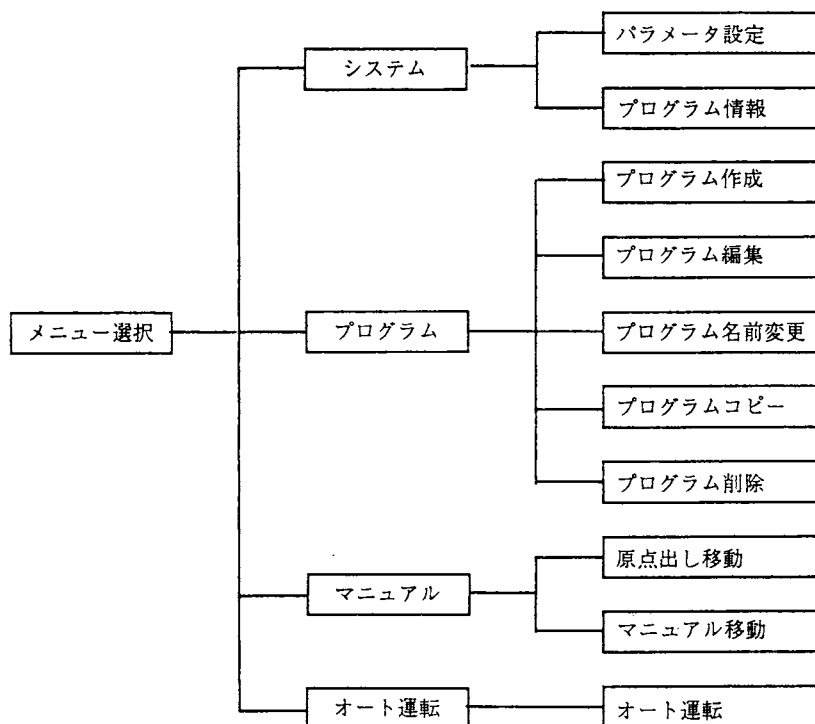 メニュー選択
システム
パラメータ設定
プログラム情報
プログラム
プログラム作成
プログラム編集
プログラム名前変更
プログラムコピー
プログラム削除
マニュアル
原点出し移動
マニュアル移動
オート運転
オート運転